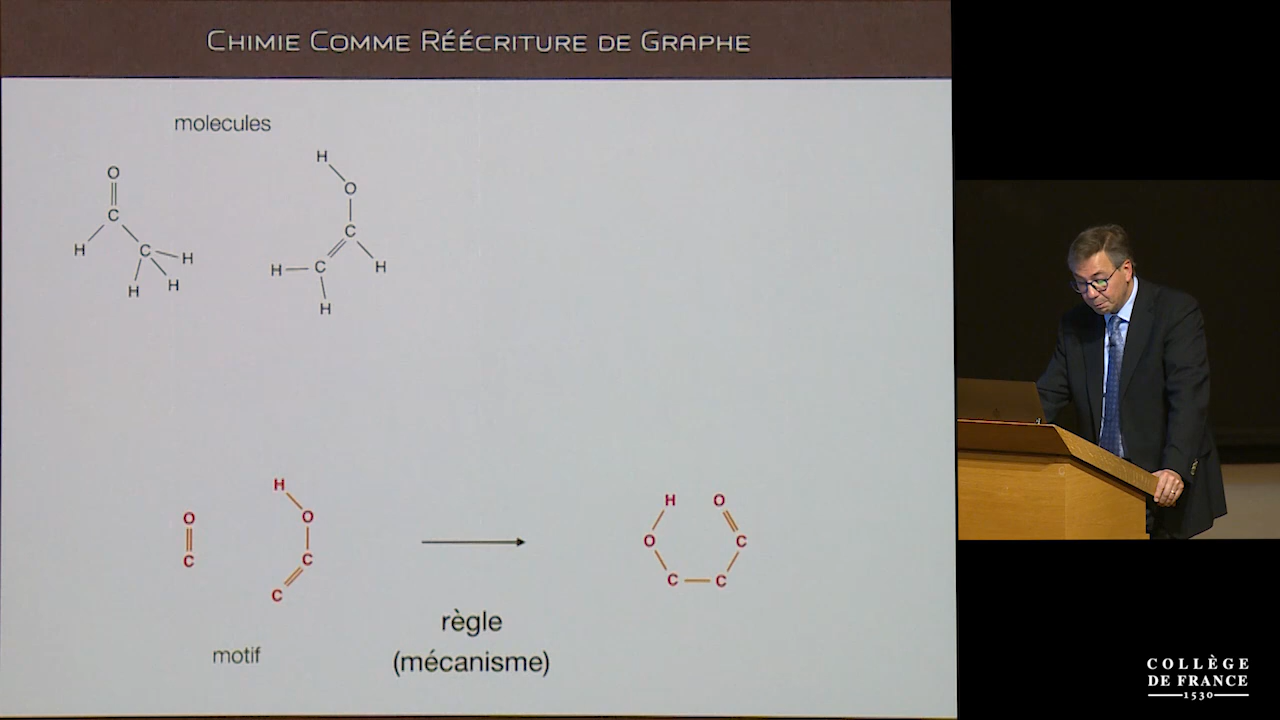 CHIMIE COMME RÉÉCRITURE DE GRAPHE
molecules
O
C
H
C
H
H
H
H
O
C
H
C
H
H
O
C
H
O
C
C
motif
règle
(mécanisme)
H
O
O
C
C
C
COLLÈGE
DE FRANCE
1530